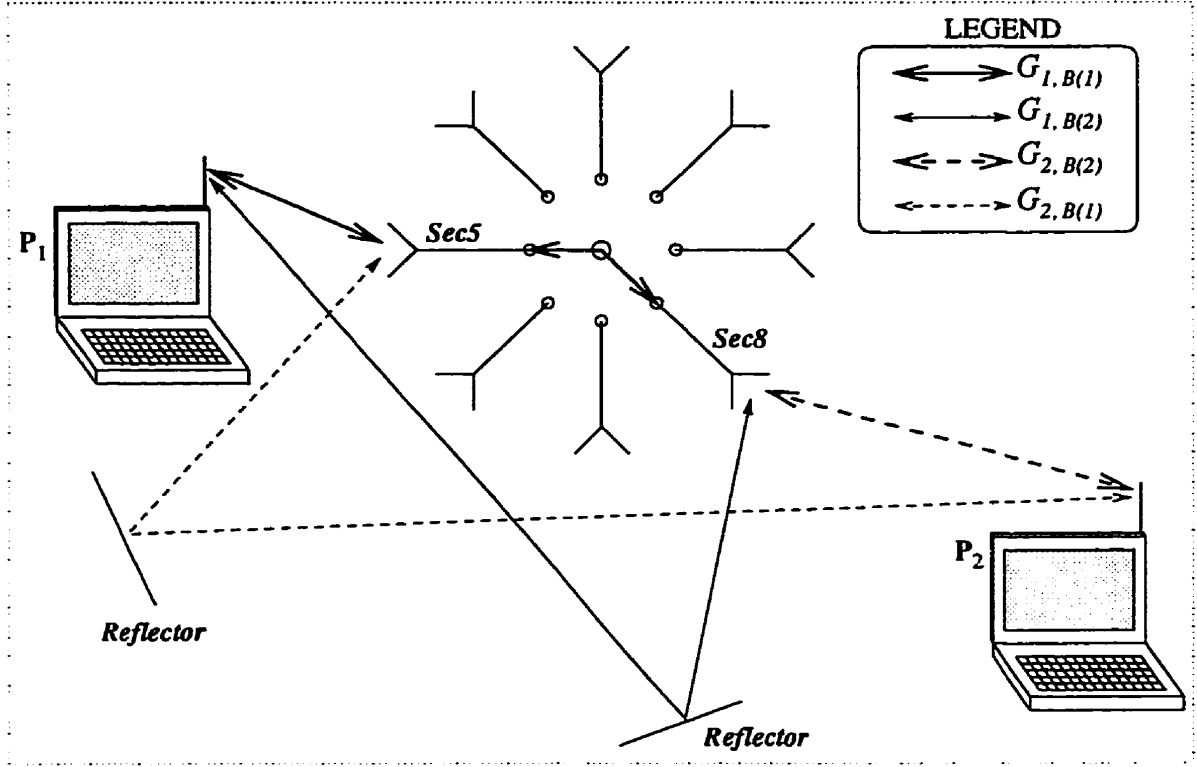 LEGEND
G1, B(1)
G1, B(2)
G2, B(2)
G2, B(1)
P1
Sec5
Sec8
P2
Reflector
Reflector